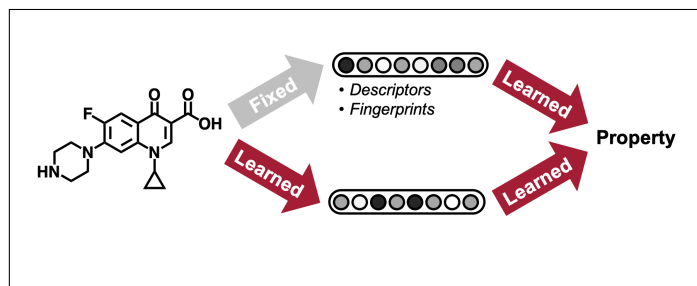 Fixed
• Descriptors
• Fingerprints
Learned
Property
F
O
O
OH
N
N
HN
Learned
Learned